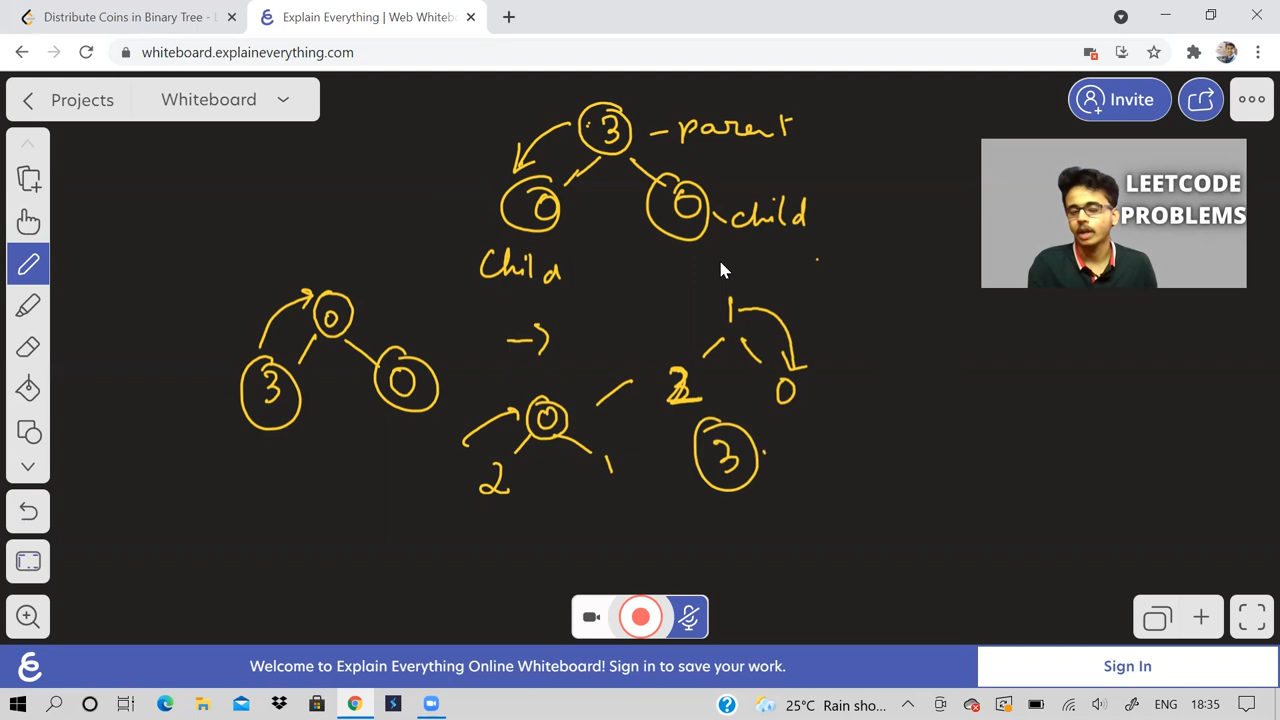 Distribute Coins in Binary Tree -
Explain Everything | Web Whiteb
whiteboard.explaineverything.com
Projects
Whiteboard
Invite
3 - parent
0
0
child
Child
LEETCODE
PROBLEMS
0
3
0
1
2
0
0
2
1
3
Welcome to Explain Everything Online Whiteboard! Sign in to save your work.
Sign In
25°C Rain sho...
18:35